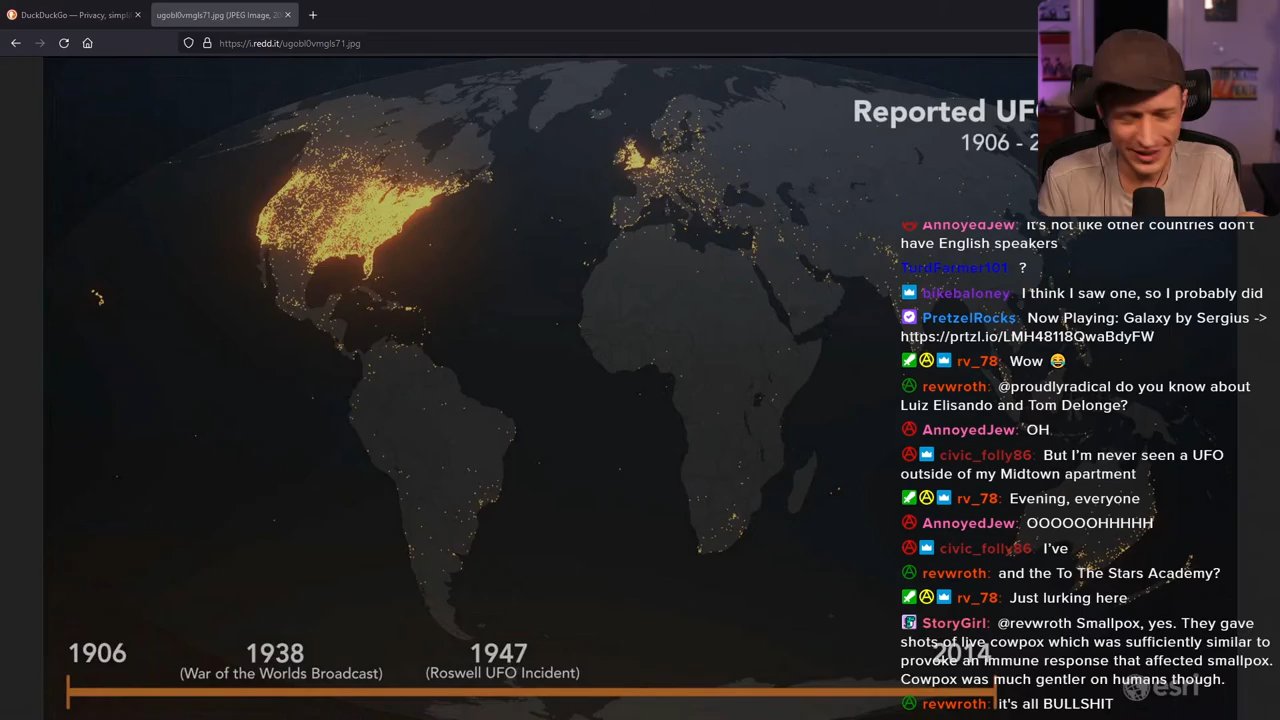 DuckDuckGo — Privacy, simpli
ugobl0vmgls71.jpg (JPEG Image, 20
https://i.redd.it/ugobl0vmgls71.jpg
Reported UF
1906 - 2
AnnoyedJew: It's not like other countries don't
have English speakers
TurdFarmer101 ?
bikebaloney: I think I saw one, so I probably did
PretzelRocks: Now Playing: Galaxy by Sergius ->
https://prtzl.io/LMH48118QwaBdyFW
rv_78: Wow 😂
revwroth: @proudlyradical do you know about
Luiz Elisando and Tom Delonge?
AnnoyedJew: OH
civic_folly86: But I'm never seen a UFO
outside of my Midtown apartment
rv_78: Evening, everyone
AnnoyedJew: OOOOOOHHHHH
civic_folly86: I've
revwroth: and the To The Stars Academy?
rv_78: Just lurking here
StoryGirl: @revwroth Smallpox, yes. They gave
shots of live cowpox which was sufficiently similar to
provoke an immune response that affected smallpox.
Cowpox was much gentler on humans though.
revwroth: it's all BULLSHIT
1906
1938
(War of the Worlds Broadcast)
1947
(Roswell UFO Incident)
2014
esri